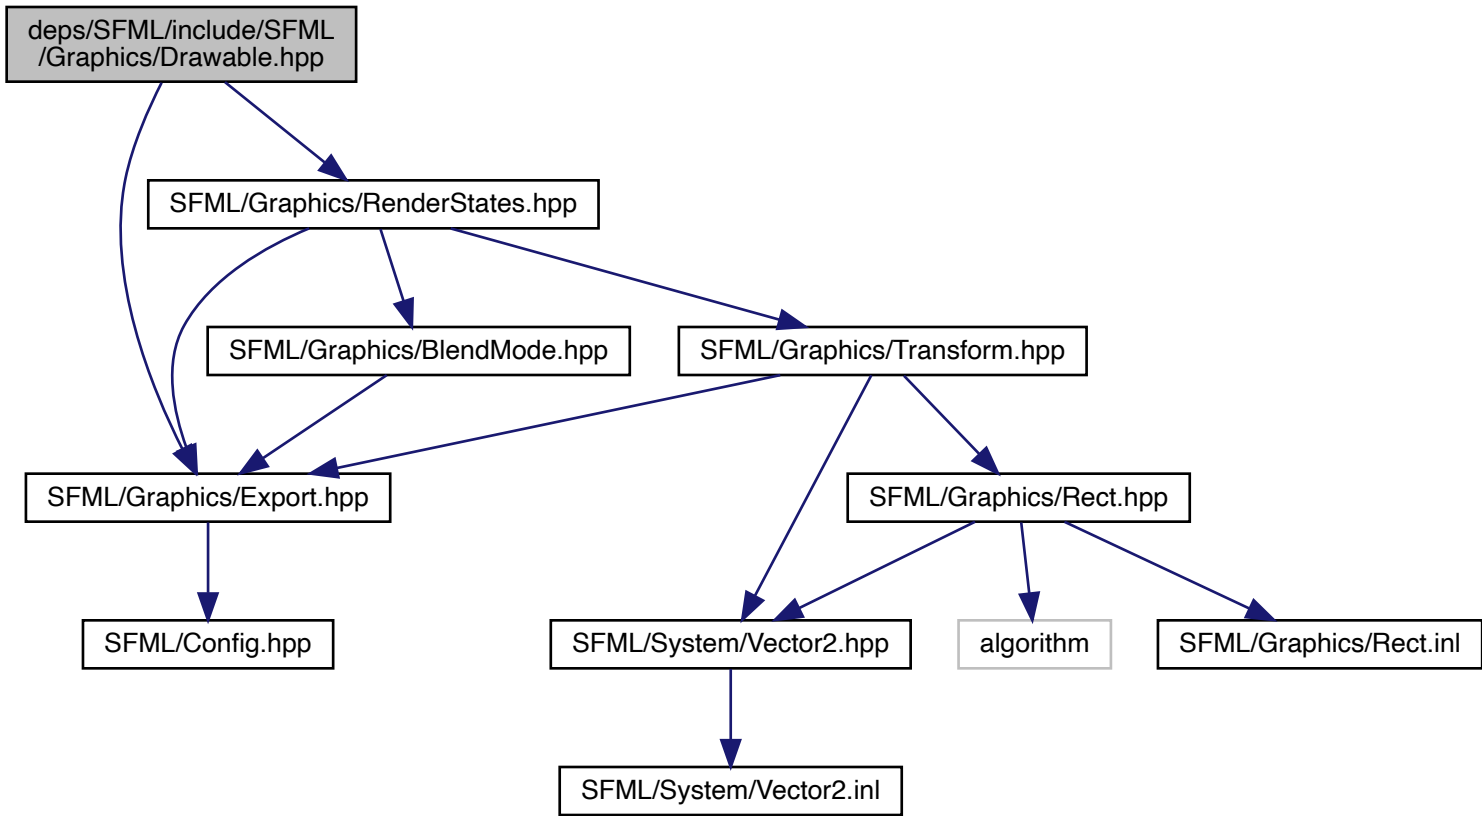 deps/SFML/include/SFML
/Graphics/Drawable.hpp
SFML/Graphics/RenderStates.hpp
SFML/Graphics/BlendMode.hpp
SFML/Graphics/Transform.hpp
SFML/Graphics/Export.hpp
SFML/Graphics/Rect.hpp
SFML/Config.hpp
SFML/System/Vector2.hpp
algorithm
SFML/Graphics/Rect.inl
SFML/System/Vector2.inl